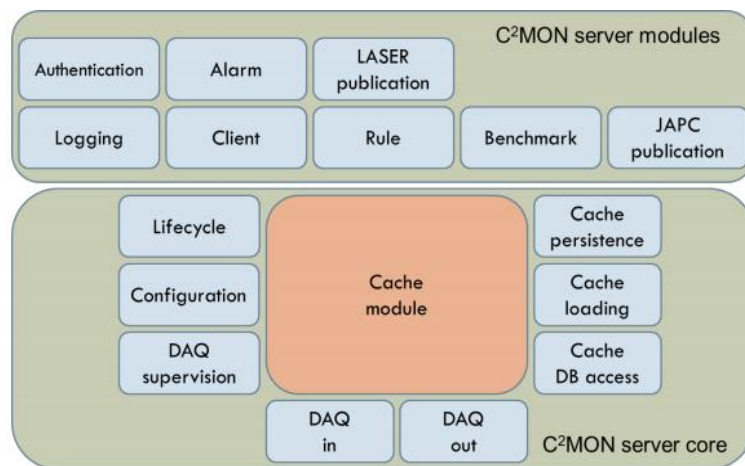 C²MON server modules
Authentication
Alarm
LASER
publication
Logging
Client
Rule
Benchmark
JAPC
publication
Lifecycle
Cache
persistence
Configuration
Cache
module
Cache
loading
DAQ
supervision
Cache
DB access
DAQ
in
DAQ
out
C²MON server core